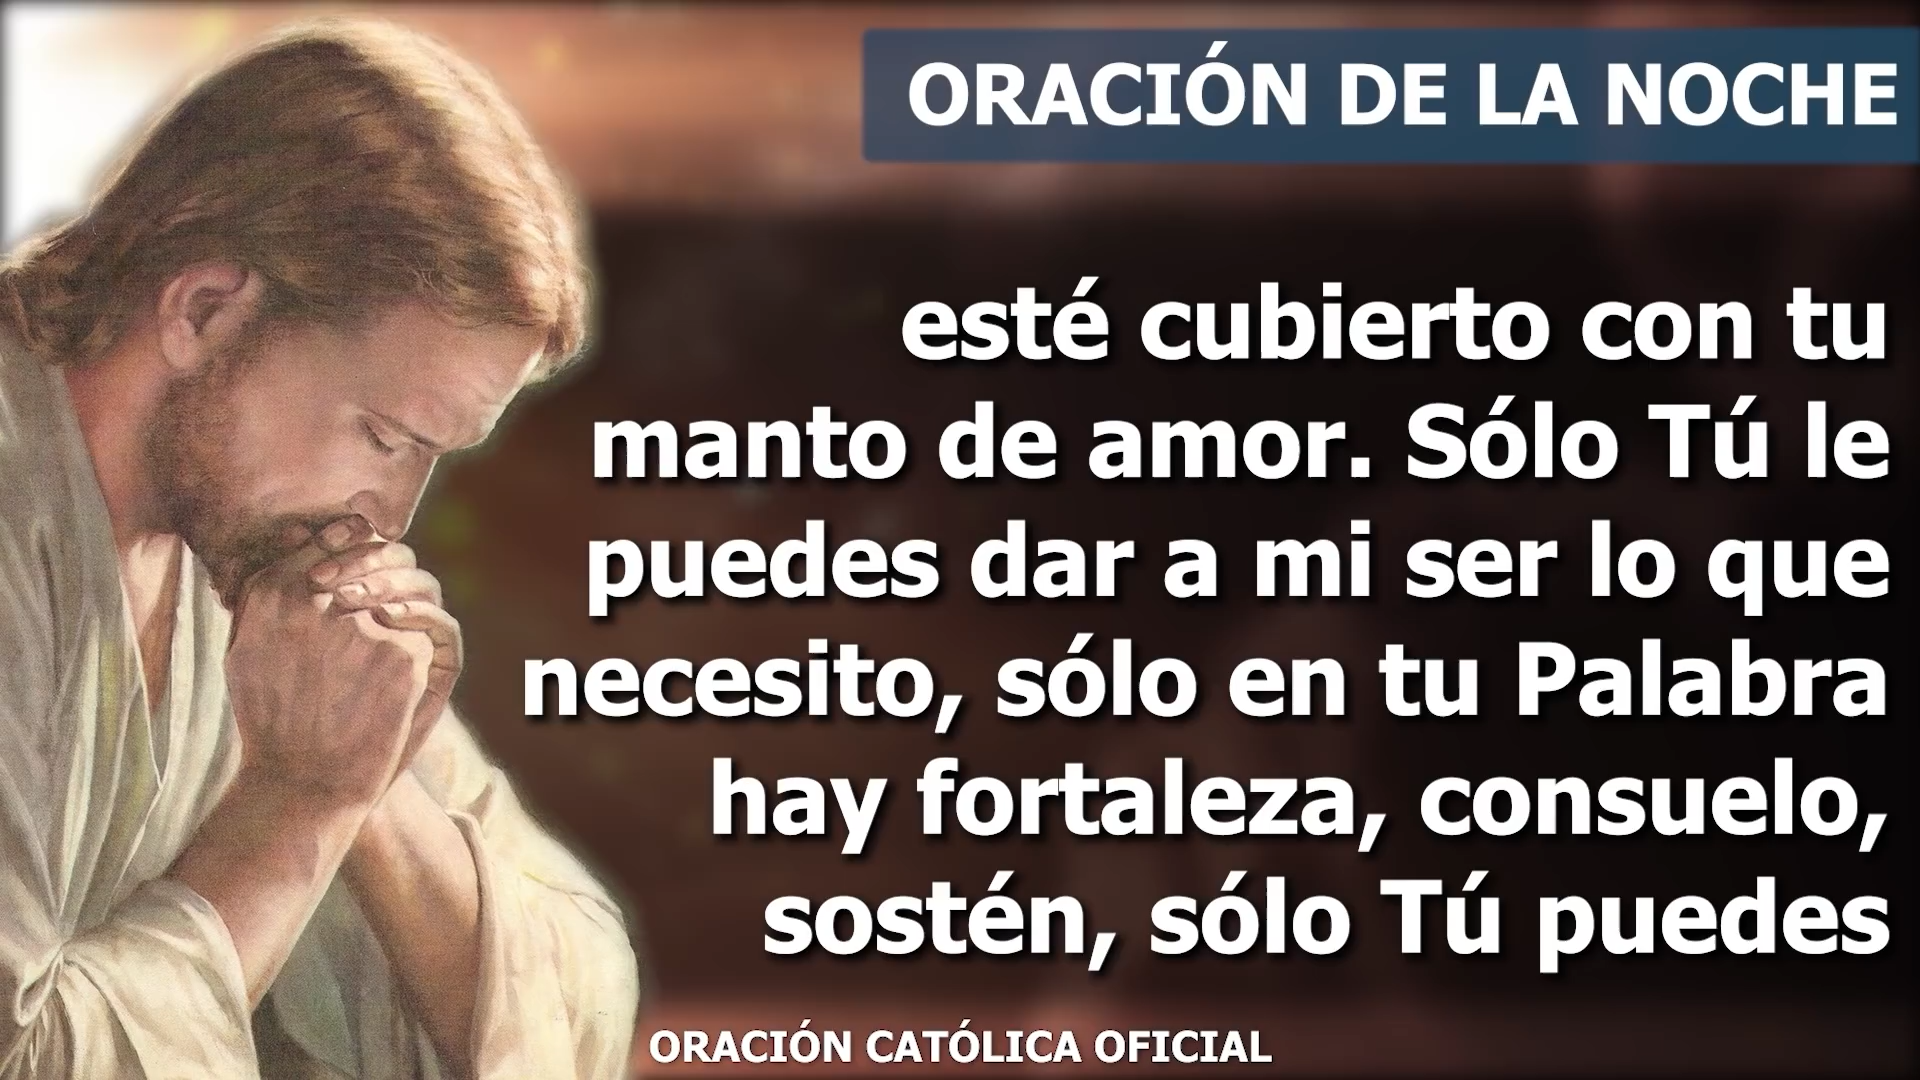 ORACIÓN DE LA NOCHE
esté cubierto con tu
manto de amor. Sólo Tú le
puedes dar a mi ser lo que
necesito, sólo en tu Palabra
hay fortaleza, consuelo,
sostén, sólo Tú puedes
ORACIÓN CATÓLICA OFICIAL